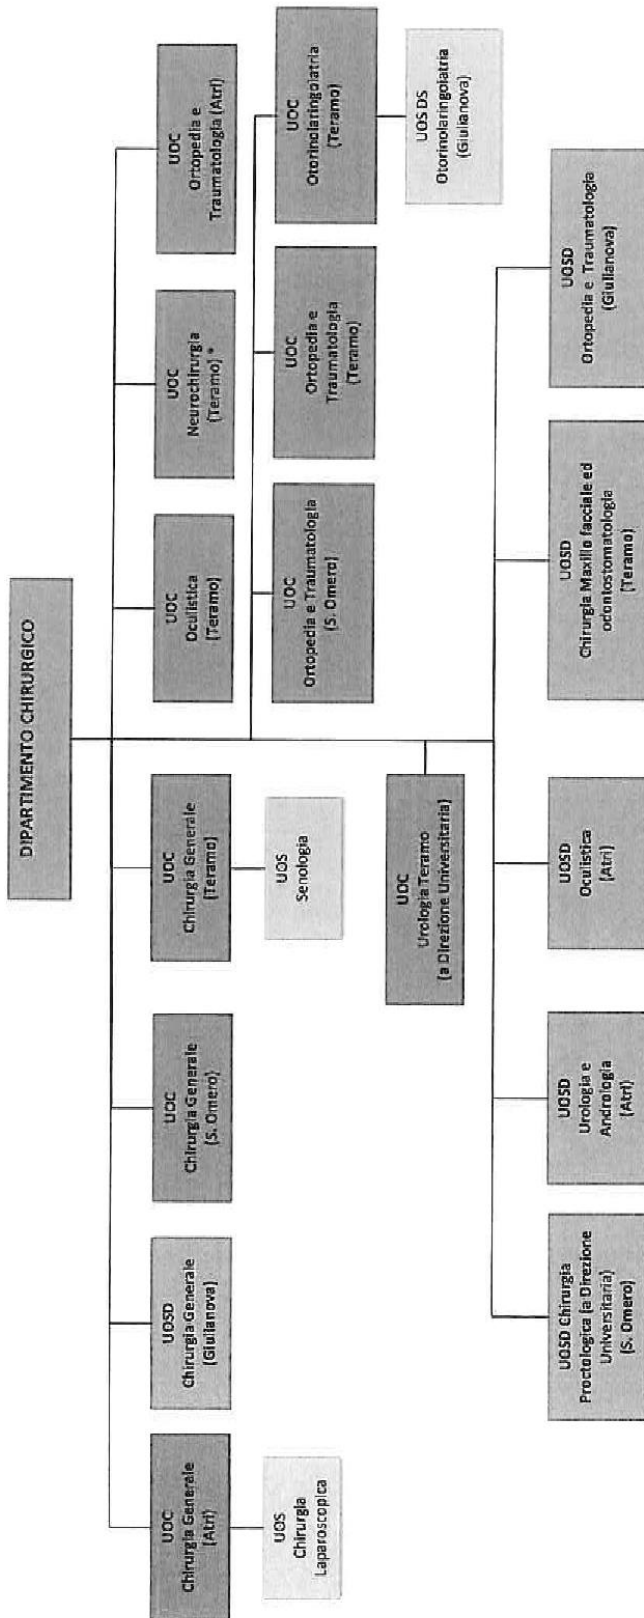 DIPARTIMENTO CHIRURGICO
UOC
Chirurgia Generale
(Atri)
UOS
Chirurgia
Laparoscopica
UOSD
Chirurgia Generale
(Giulianova)
UOC
Chirurgia Generale
(S. Omero)
UOC
Chirurgia Generale
(Teramo)
UOS
Senologia
UOC
Oculistica
(Teramo)
UOC
Neurochirurgia
(Teramo) *
UOC
Ortopedia e
Traumatologia (Atri)
UOC
Ortopedia e Traumatologia
(S. Omero)
UOC
Ortopedia e
Traumatologia
(Teramo)
UOC
Otorinolaringoiatria
(Teramo)
UOS DS
Otorinolaringoiatria
(Giulianova)
UOC
Urologia Teramo
(a Direzione Universitaria)
UOSD Chirurgia
Proctologica (a Direzione
Universitaria)
(S. Omero)
UOSD
Urologia e
Andrologia
(Atri)
UOSD
Oculistica
(Atri)
UOSD
Chirurgia Maxillo facciale ed
odontostomatologia
(Teramo)
UOSD
Ortopedia e Traumatologia
(Giulianova)